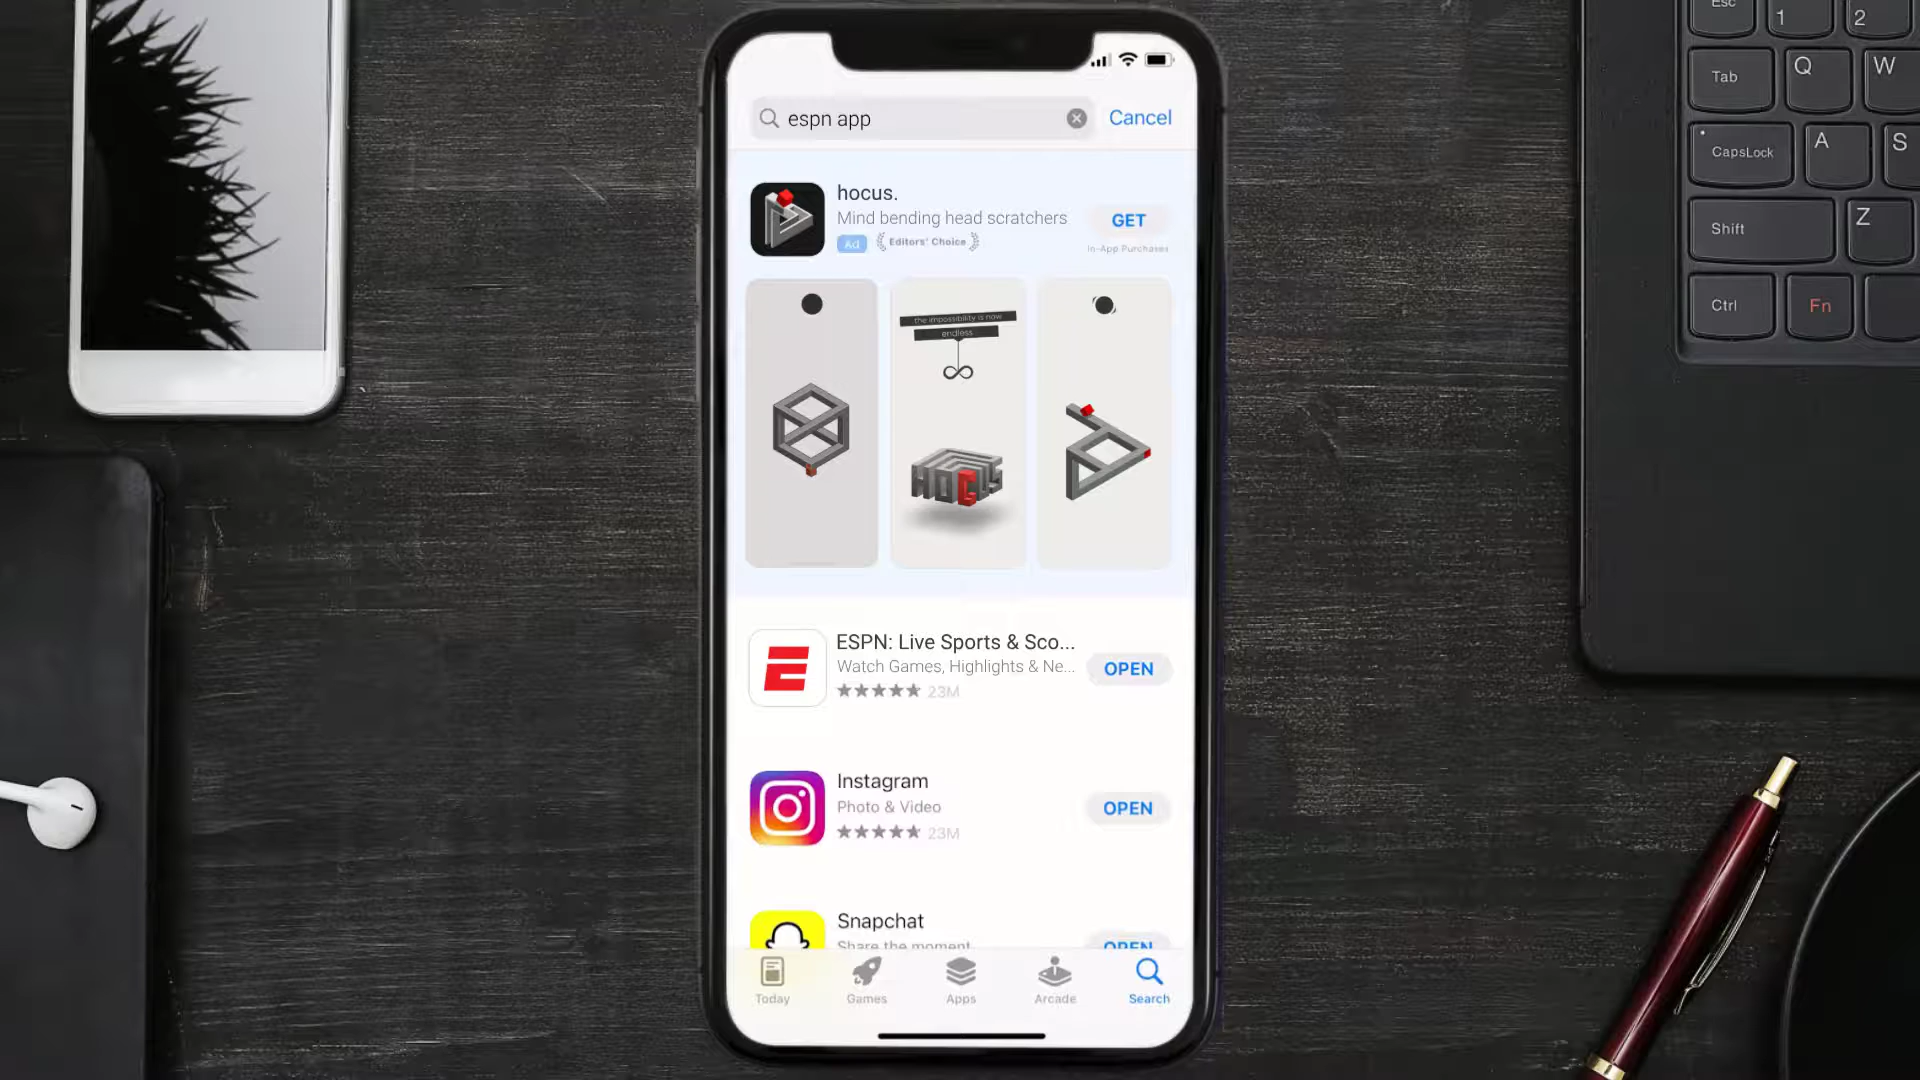 espn app
Cancel
hocus.
Mind bending head scratchers
Ad
Editors' Choice
GET
In-App Purchases
the impossibility is now
endless
HOCUS
ESPN: Live Sports & Sco...
Watch Games, Highlights & Ne...
23M
OPEN
Instagram
Photo & Video
23M
OPEN
Snapchat
Share the moment
OPEN
Today
Games
Apps
Arcade
Search
Esc
1
2
Tab
Q
W
CapsLock
A
S
Shift
Z
Ctrl
Fn